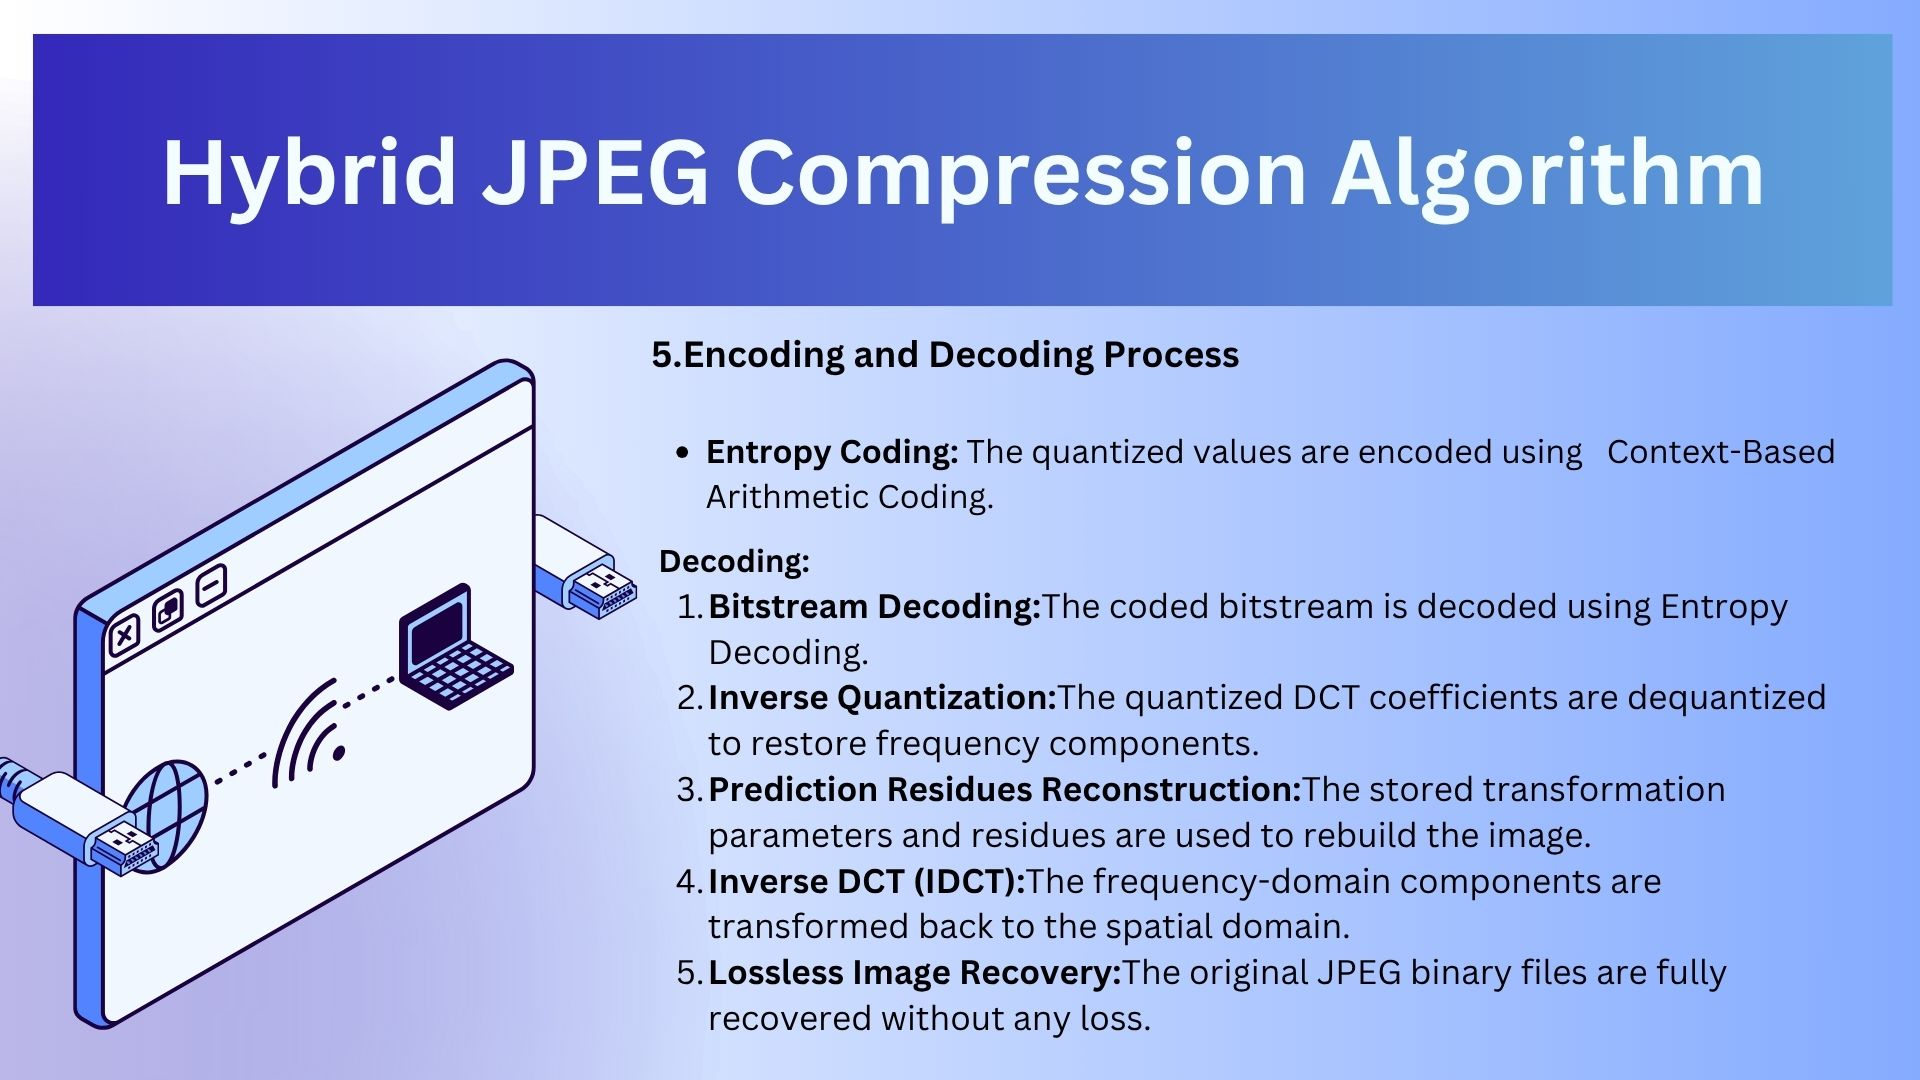 Hybrid JPEG Compression Algorithm
5.Encoding and Decoding Process
• Entropy Coding: The quantized values are encoded using   Context-Based
Arithmetic Coding.
Decoding:
1. Bitstream Decoding:The coded bitstream is decoded using Entropy
Decoding.
2. Inverse Quantization:The quantized DCT coefficients are dequantized
to restore frequency components.
3. Prediction Residues Reconstruction:The stored transformation
parameters and residues are used to rebuild the image.
4. Inverse DCT (IDCT):The frequency-domain components are
transformed back to the spatial domain.
5. Lossless Image Recovery:The original JPEG binary files are fully
recovered without any loss.